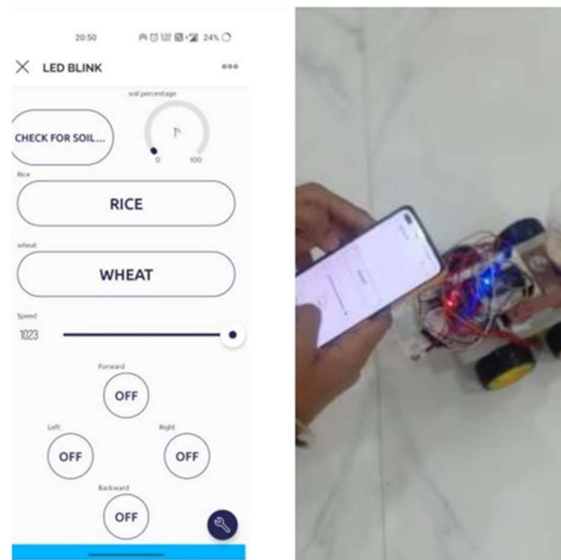 20:50
24%
LED BLINK
soil percentage
CHECK FOR SOIL...
1%
0
100
Rice
RICE
wheat
WHEAT
Speed
1023
Forward
OFF
Left
Right
OFF
OFF
Backward
OFF